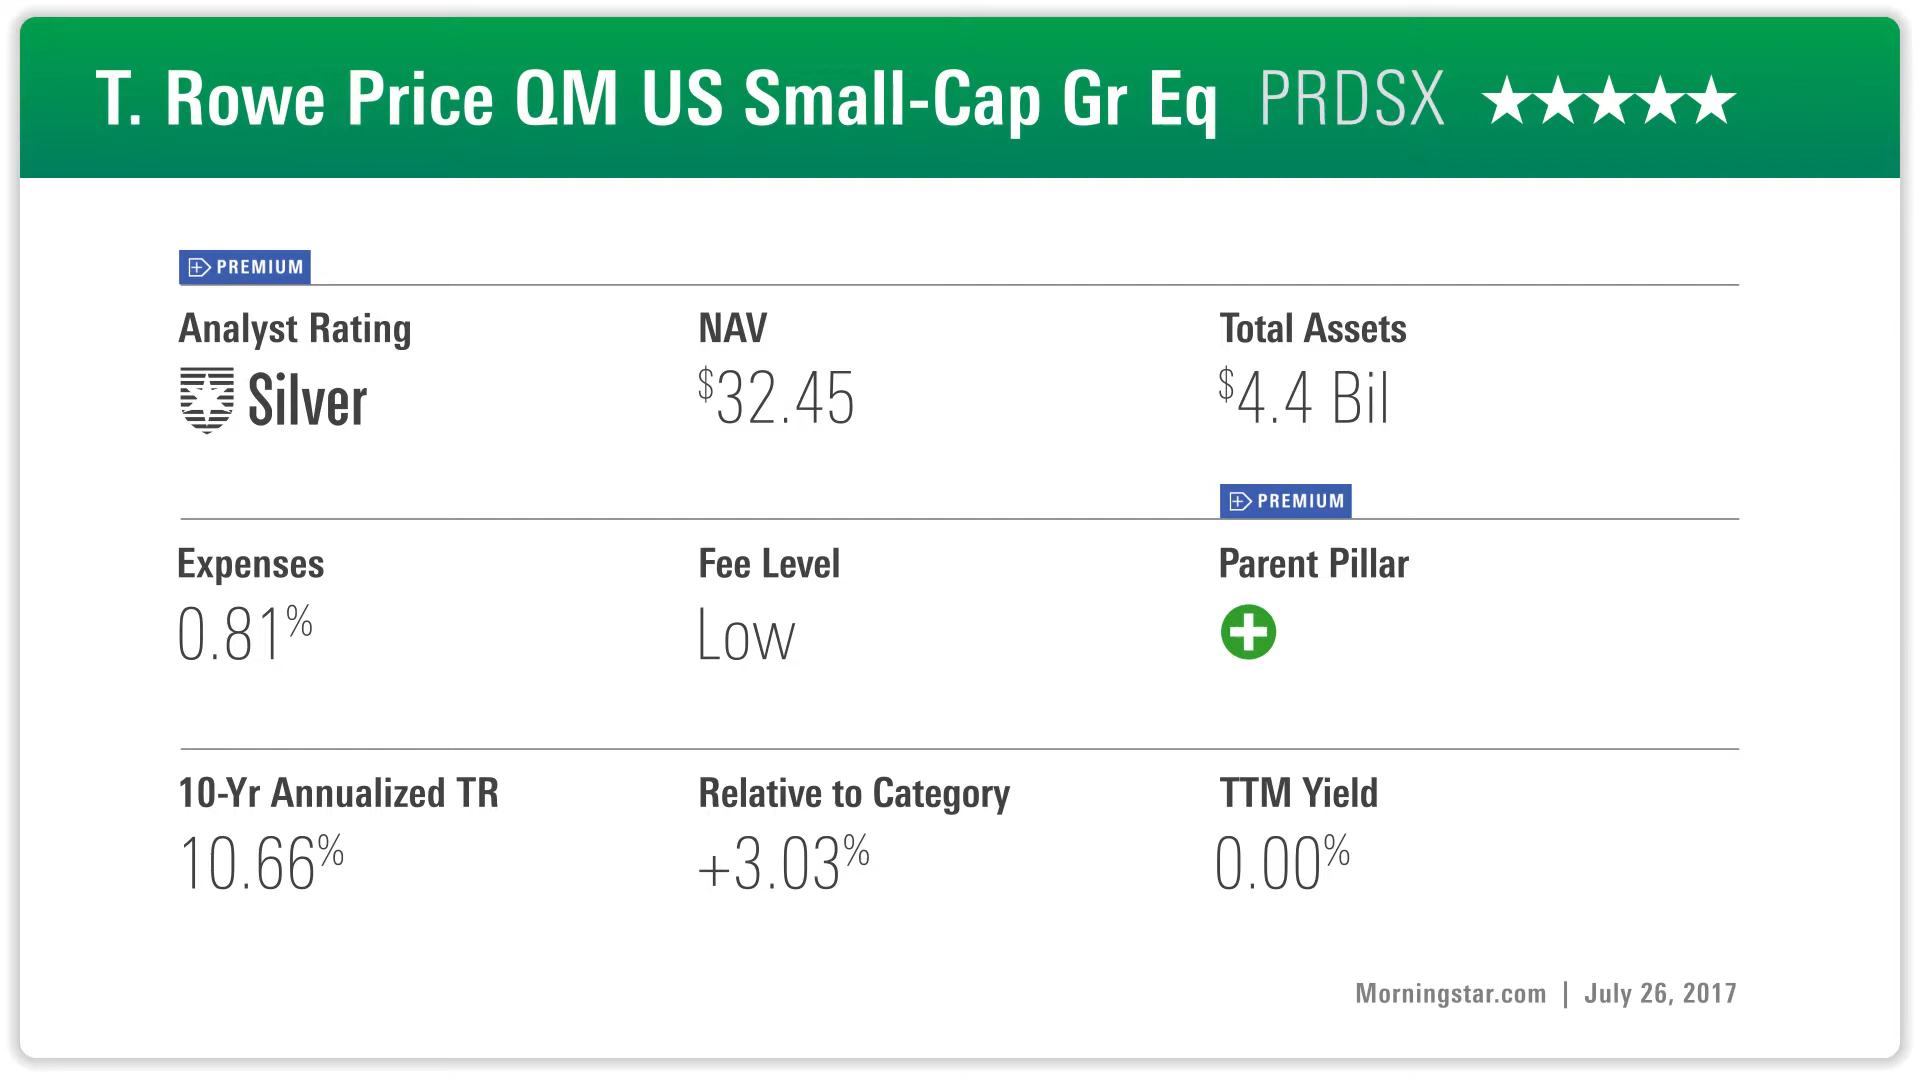 T. Rowe Price QM US Small-Cap Gr Eq PRDSX ★★★★★
PREMIUM
Analyst Rating NAV Total Assets
Silver $32.45 $4.4 Bil
PREMIUM
Expenses Fee Level Parent Pillar
0.81% Low
10-Yr Annualized TR Relative to Category TTM Yield
10.66% +3.03% 0.00%
Morningstar.com | July 26, 2017